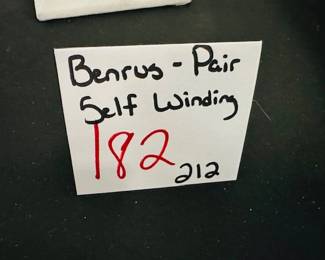 Benrus - Pair
Self Winding
182
212